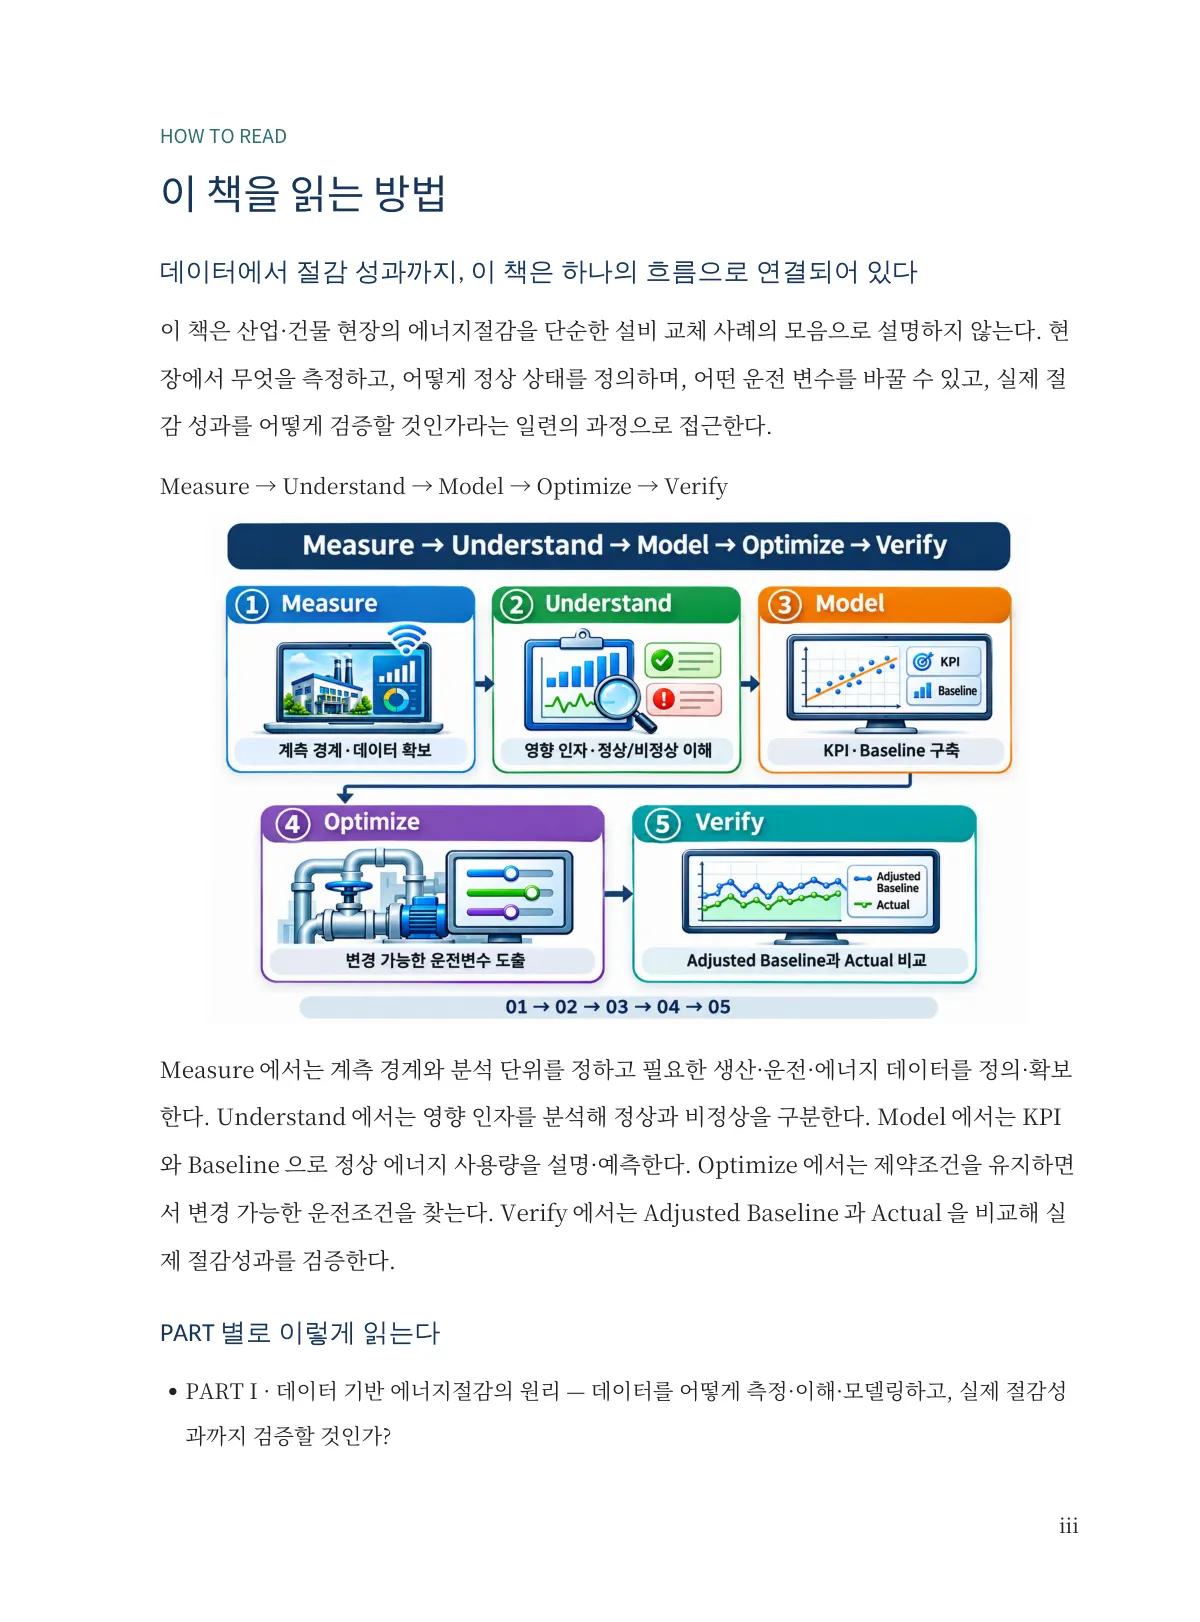 HOW TO READ
이 책을 읽는 방법
데이터에서 절감 성과까지, 이 책은 하나의 흐름으로 연결되어 있다
이 책은 산업·건물 현장의 에너지절감을 단순한 설비 교체 사례의 모음으로 설명하지 않는다. 현
장에서 무엇을 측정하고, 어떻게 정상 상태를 정의하며, 어떤 운전 변수를 바꿀 수 있고, 실제 절
감 성과를 어떻게 검증할 것인가라는 일련의 과정으로 접근한다.
Measure → Understand → Model → Optimize → Verify
Measure → Understand → Model → Optimize → Verify
① Measure
계측 경계·데이터 확보
② Understand
영향 인자·정상/비정상 이해
③ Model
KPI
Baseline
KPI·Baseline 구축
④ Optimize
변경 가능한 운전변수 도출
⑤ Verify
Adjusted
Baseline
Actual
Adjusted Baseline과 Actual 비교
01 → 02 → 03 → 04 → 05
Measure 에서는 계측 경계와 분석 단위를 정하고 필요한 생산·운전·에너지 데이터를 정의·확보
한다. Understand 에서는 영향 인자를 분석해 정상과 비정상을 구분한다. Model 에서는 KPI
와 Baseline 으로 정상 에너지 사용량을 설명·예측한다. Optimize 에서는 제약조건을 유지하면
서 변경 가능한 운전조건을 찾는다. Verify 에서는 Adjusted Baseline 과 Actual 을 비교해 실
제 절감성과를 검증한다.
PART 별로 이렇게 읽는다
• PART I · 데이터 기반 에너지절감의 원리 — 데이터를 어떻게 측정·이해·모델링하고, 실제 절감성
과까지 검증할 것인가?
iii